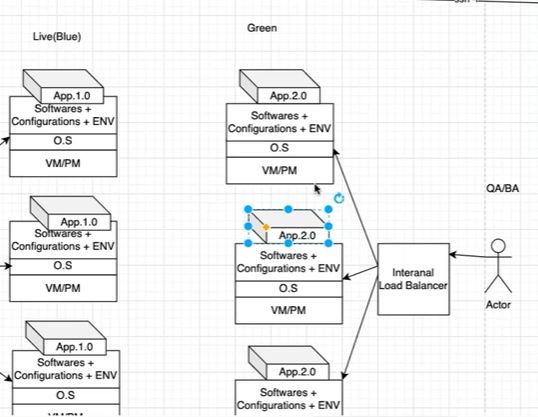 Live(Blue)
Green
App.1.0
Softwares +
Configurations + ENV
O.S
VM/PM
App.2.0
Softwares +
Configurations + ENV
O.S
VM/PM
QA/BA
App.1.0
Softwares +
Configurations + ENV
O.S
VM/PM
App.2.0
Softwares +
Configurations + ENV
O.S
VM/PM
Interanal
Load Balancer
Actor
App.1.0
Softwares +
Configurations + ENV
O.S
VM/PM
App.2.0
Softwares +
Configurations + ENV